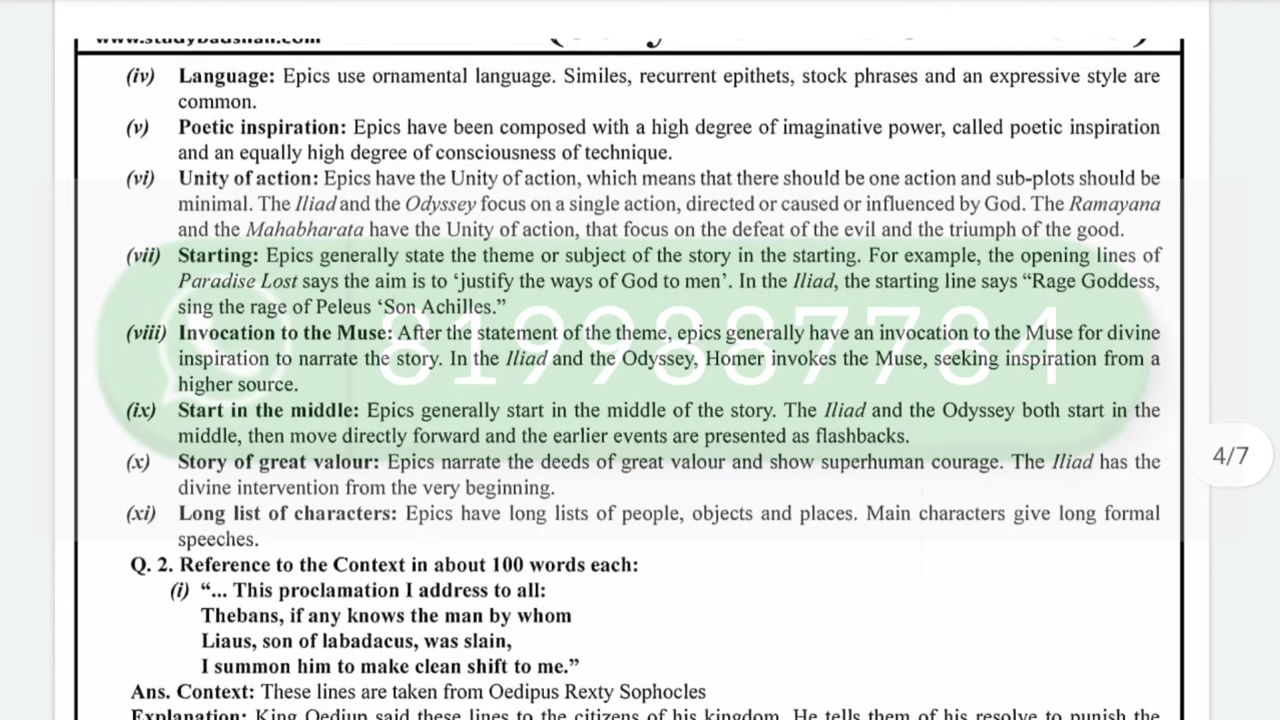 www.studybadshah.com
(iv) Language: Epics use ornamental language. Similes, recurrent epithets, stock phrases and an expressive style are
common.
(v) Poetic inspiration: Epics have been composed with a high degree of imaginative power, called poetic inspiration
and an equally high degree of consciousness of technique.
(vi) Unity of action: Epics have the Unity of action, which means that there should be one action and sub-plots should be
minimal. The Iliad and the Odyssey focus on a single action, directed or caused or influenced by God. The Ramayana
and the Mahabharata have the Unity of action, that focus on the defeat of the evil and the triumph of the good.
(vii) Starting: Epics generally state the theme or subject of the story in the starting. For example, the opening lines of
Paradise Lost says the aim is to ‘justify the ways of God to men’. In the Iliad, the starting line says “Rage Goddess,
sing the rage of Peleus ‘Son Achilles.”
8199887784
(viii) Invocation to the Muse: After the statement of the theme, epics generally have an invocation to the Muse for divine
inspiration to narrate the story. In the Iliad and the Odyssey, Homer invokes the Muse, seeking inspiration from a
higher source.
(ix) Start in the middle: Epics generally start in the middle of the story. The Iliad and the Odyssey both start in the
middle, then move directly forward and the earlier events are presented as flashbacks.
4/7
(x) Story of great valour: Epics narrate the deeds of great valour and show superhuman courage. The Iliad has the
divine intervention from the very beginning.
(xi) Long list of characters: Epics have long lists of people, objects and places. Main characters give long formal
speeches.
Q. 2. Reference to the Context in about 100 words each:
(i) “... This proclamation I address to all:
Thebans, if any knows the man by whom
Liaus, son of labadacus, was slain,
I summon him to make clean shift to me.”
Ans. Context: These lines are taken from Oedipus Rexty Sophocles
Explanation: King Oedipun said these lines to the citizens of his kingdom. He tells them of his resolve to punish the